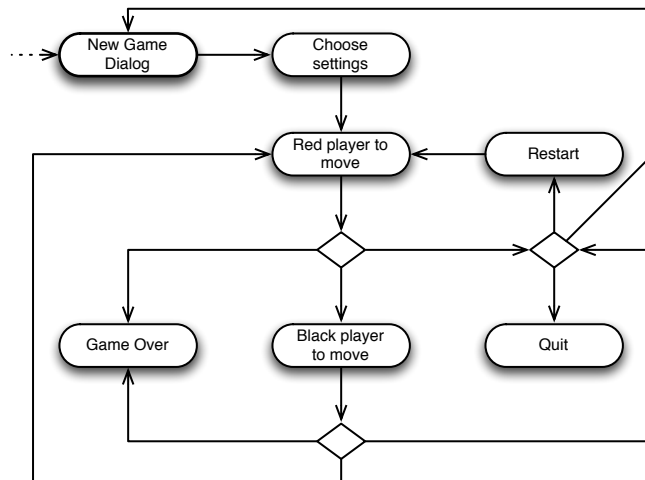 New Game
Dialog
Choose
settings
Red player to
move
Restart
Game Over
Black player
to move
Quit